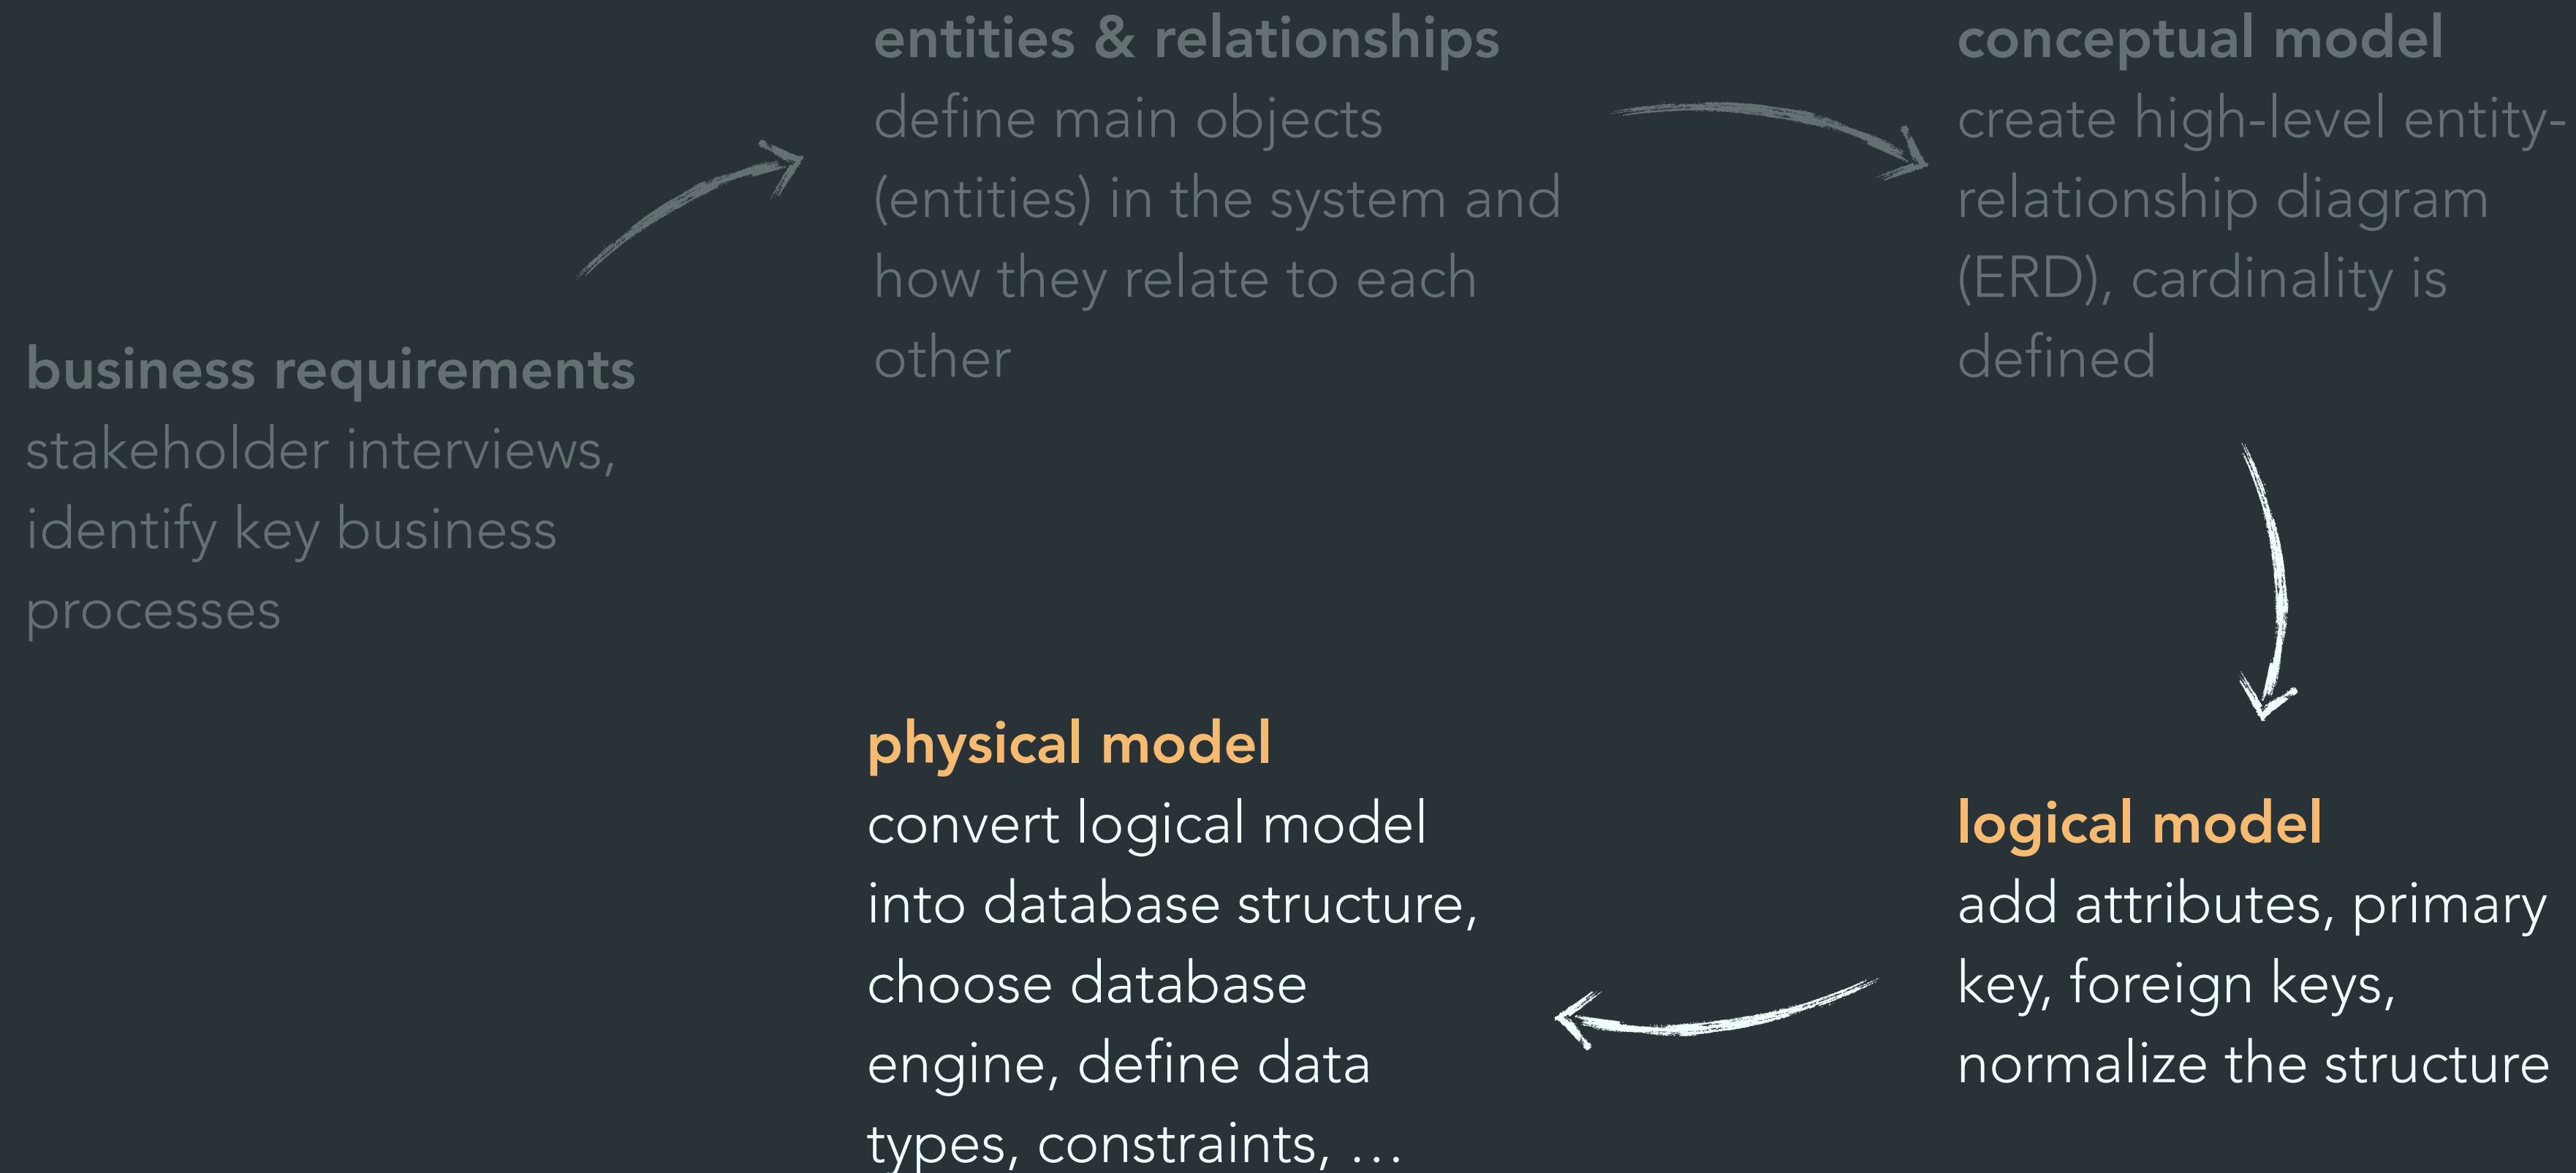 business requirements
stakeholder interviews,
identify key business
processes
entities & relationships
define main objects
(entities) in the system and
how they relate to each
other
conceptual model
create high-level entity-
relationship diagram
(ERD), cardinality is
defined
logical model
add attributes, primary
key, foreign keys,
normalize the structure
physical model
convert logical model
into database structure,
choose database
engine, define data
types, constraints, …